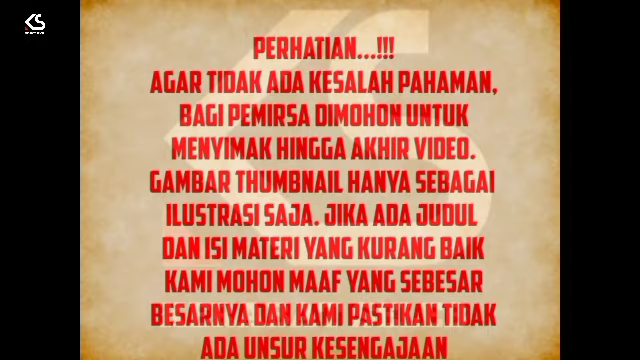 PERHATIAN...!!!
AGAR TIDAK ADA KESALAH PAHAMAN,
BAGI PEMIRSA DIMOHON UNTUK
MENYIMAK HINGGA AKHIR VIDEO.
GAMBAR THUMBNAIL HANYA SEBAGAI
ILUSTRASI SAJA. JIKA ADA JUDUL
DAN ISI MATERI YANG KURANG BAIK
KAMI MOHON MAAF YANG SEBESAR
BESARNYA DAN KAMI PASTIKAN TIDAK
ADA UNSUR KESENGAJAAN